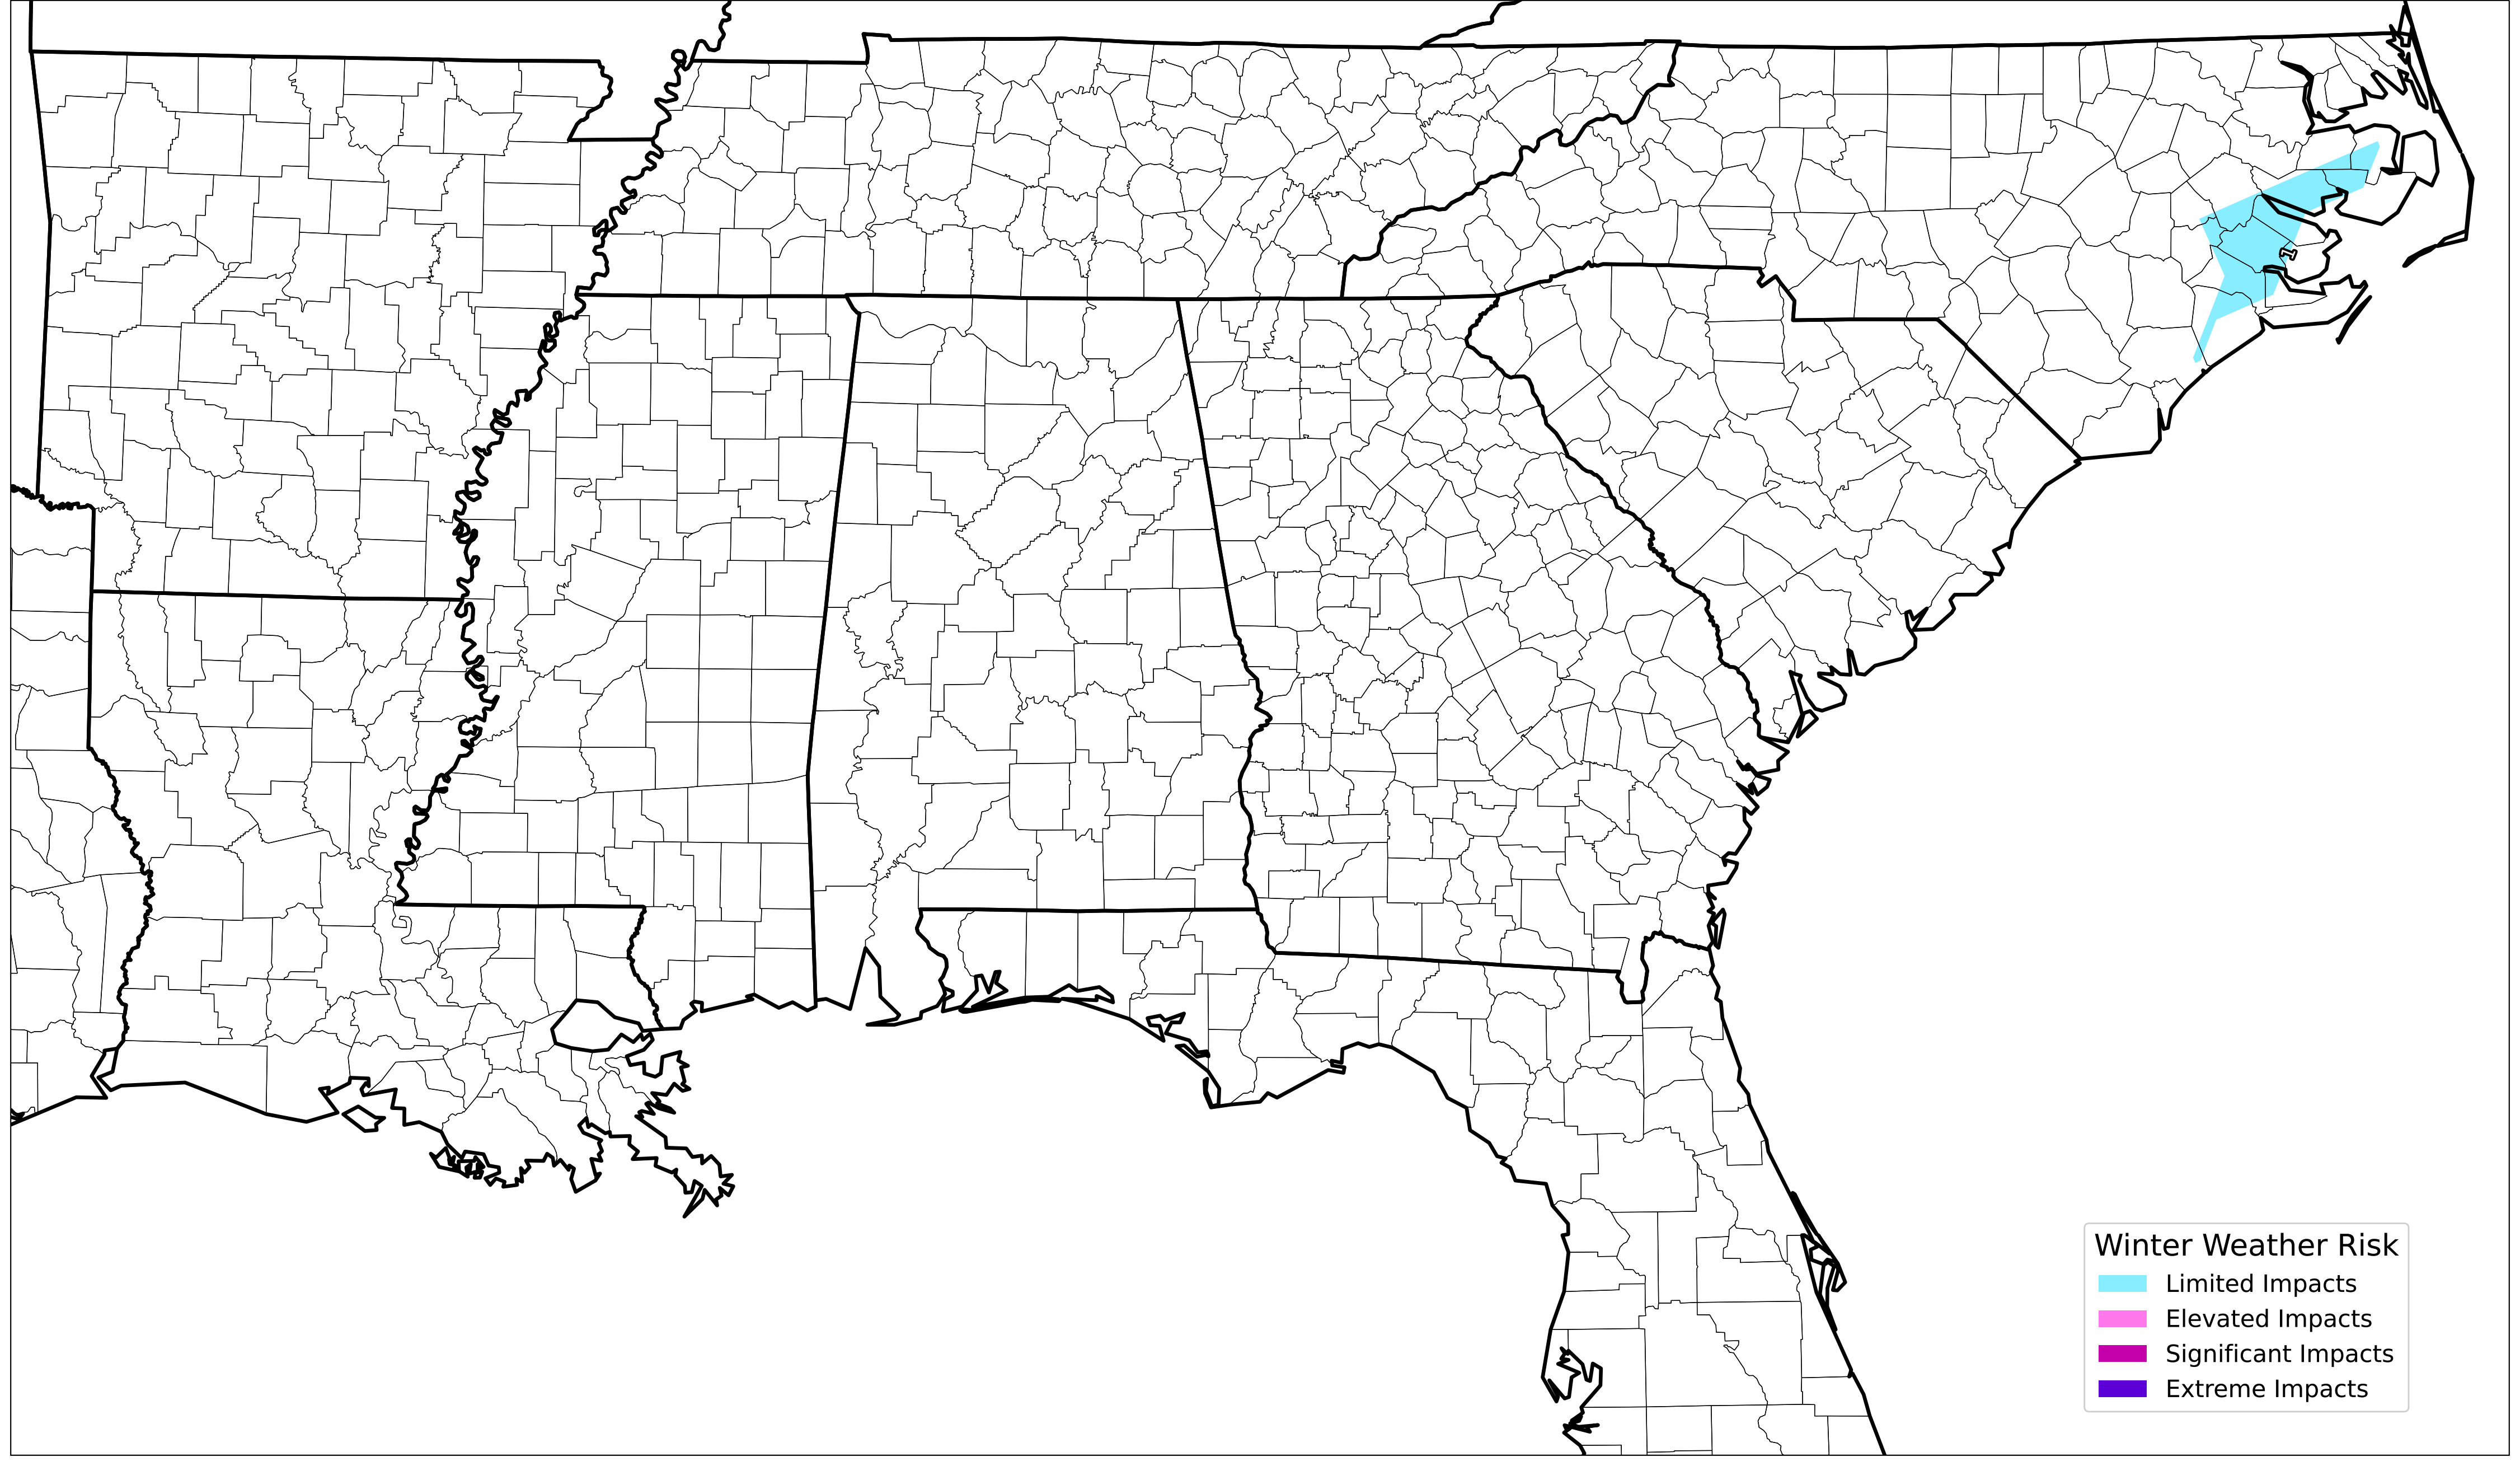 Winter Weather Risk
Limited Impacts
Elevated Impacts
Significant Impacts
Extreme Impacts